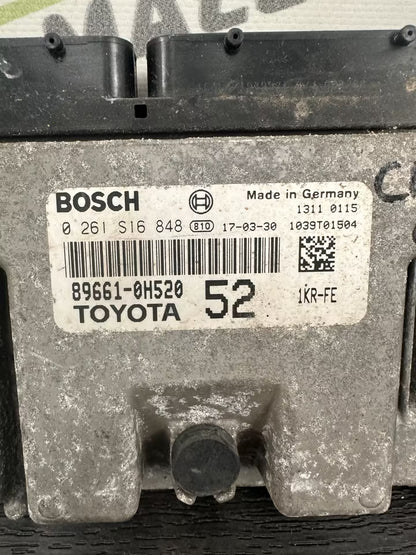 BOSCH Made in Germany
1311 0115
0 261 S16 848 810 17-03-30 1039T01504
89661-0H520 52 1KR-FE
TOYOTA